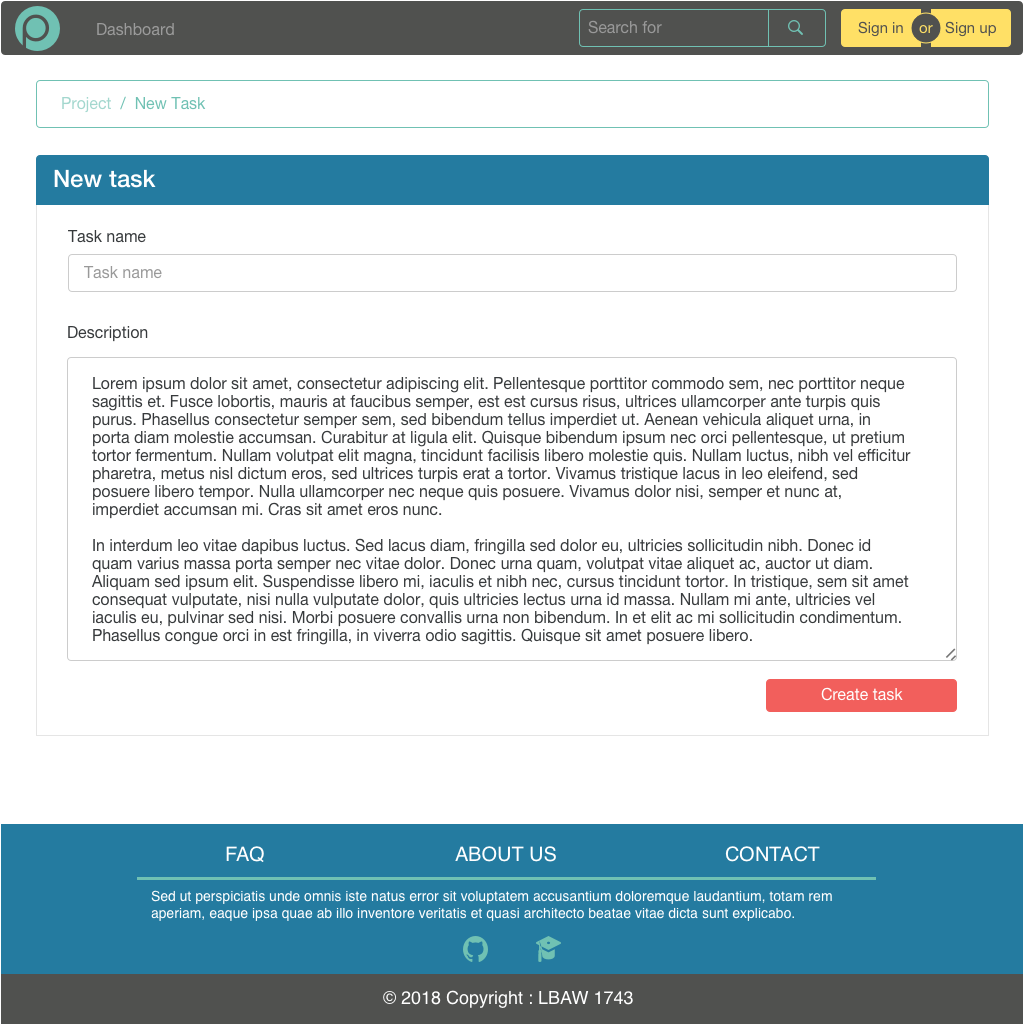 Dashboard
Search for
Sign in or Sign up
Project / New Task
New task
Task name
Task name
Description
Lorem ipsum dolor sit amet, consectetur adipiscing elit. Pellentesque porttitor commodo sem, nec porttitor neque
sagittis et. Fusce lobortis, mauris at faucibus semper, est est cursus risus, ultrices ullamcorper ante turpis quis
purus. Phasellus consectetur semper sem, sed bibendum tellus imperdiet ut. Aenean vehicula aliquet urna, in
porta diam molestie accumsan. Curabitur at ligula elit. Quisque bibendum ipsum nec orci pellentesque, ut pretium
tortor fermentum. Nullam volutpat elit magna, tincidunt facilisis libero molestie quis. Nullam luctus, nibh vel efficitur
pharetra, metus nisl dictum eros, sed ultrices turpis erat a tortor. Vivamus tristique lacus in leo eleifend, sed
posuere libero tempor. Nulla ullamcorper nec neque quis posuere. Vivamus dolor nisi, semper et nunc at,
imperdiet accumsan mi. Cras sit amet eros nunc.
In interdum leo vitae dapibus luctus. Sed lacus diam, fringilla sed dolor eu, ultricies sollicitudin nibh. Donec id
quam varius massa porta semper nec vitae dolor. Donec urna quam, volutpat vitae aliquet ac, auctor ut diam.
Aliquam sed ipsum elit. Suspendisse libero mi, iaculis et nibh nec, cursus tincidunt tortor. In tristique, sem sit amet
consequat vulputate, nisi nulla vulputate dolor, quis ultricies lectus urna id massa. Nullam mi ante, ultricies vel
iaculis eu, pulvinar sed nisi. Morbi posuere convallis urna non bibendum. In et elit ac mi sollicitudin condimentum.
Phasellus congue orci in est fringilla, in viverra odio sagittis. Quisque sit amet posuere libero.
Create task
FAQ
ABOUT US
CONTACT
Sed ut perspiciatis unde omnis iste natus error sit voluptatem accusantium doloremque laudantium, totam rem
aperiam, eaque ipsa quae ab illo inventore veritatis et quasi architecto beatae vitae dicta sunt explicabo.
© 2018 Copyright : LBAW 1743